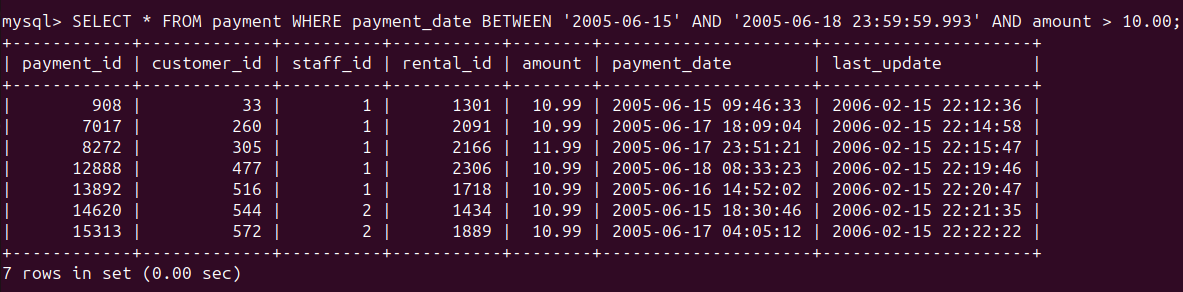 mysql> SELECT * FROM payment WHERE payment_date BETWEEN '2005-06-15' AND '2005-06-18 23:59:59.993' AND amount > 10.00;
+------------+-------------+----------+-----------+--------+---------------------+---------------------+
| payment_id | customer_id | staff_id | rental_id | amount | payment_date        | last_update         |
+------------+-------------+----------+-----------+--------+---------------------+---------------------+
|        908 |          33 |        1 |      1301 |  10.99 | 2005-06-15 09:46:33 | 2006-02-15 22:12:36 |
|       7017 |         260 |        1 |      2091 |  10.99 | 2005-06-17 18:09:04 | 2006-02-15 22:14:58 |
|       8272 |         305 |        1 |      2166 |  11.99 | 2005-06-17 23:51:21 | 2006-02-15 22:15:47 |
|      12888 |         477 |        1 |      2306 |  10.99 | 2005-06-18 08:33:23 | 2006-02-15 22:19:46 |
|      13892 |         516 |        1 |      1718 |  10.99 | 2005-06-16 14:52:02 | 2006-02-15 22:20:47 |
|      14620 |         544 |        2 |      1434 |  10.99 | 2005-06-15 18:30:46 | 2006-02-15 22:21:35 |
|      15313 |         572 |        2 |      1889 |  10.99 | 2005-06-17 04:05:12 | 2006-02-15 22:22:22 |
+------------+-------------+----------+-----------+--------+---------------------+---------------------+
7 rows in set (0.00 sec)